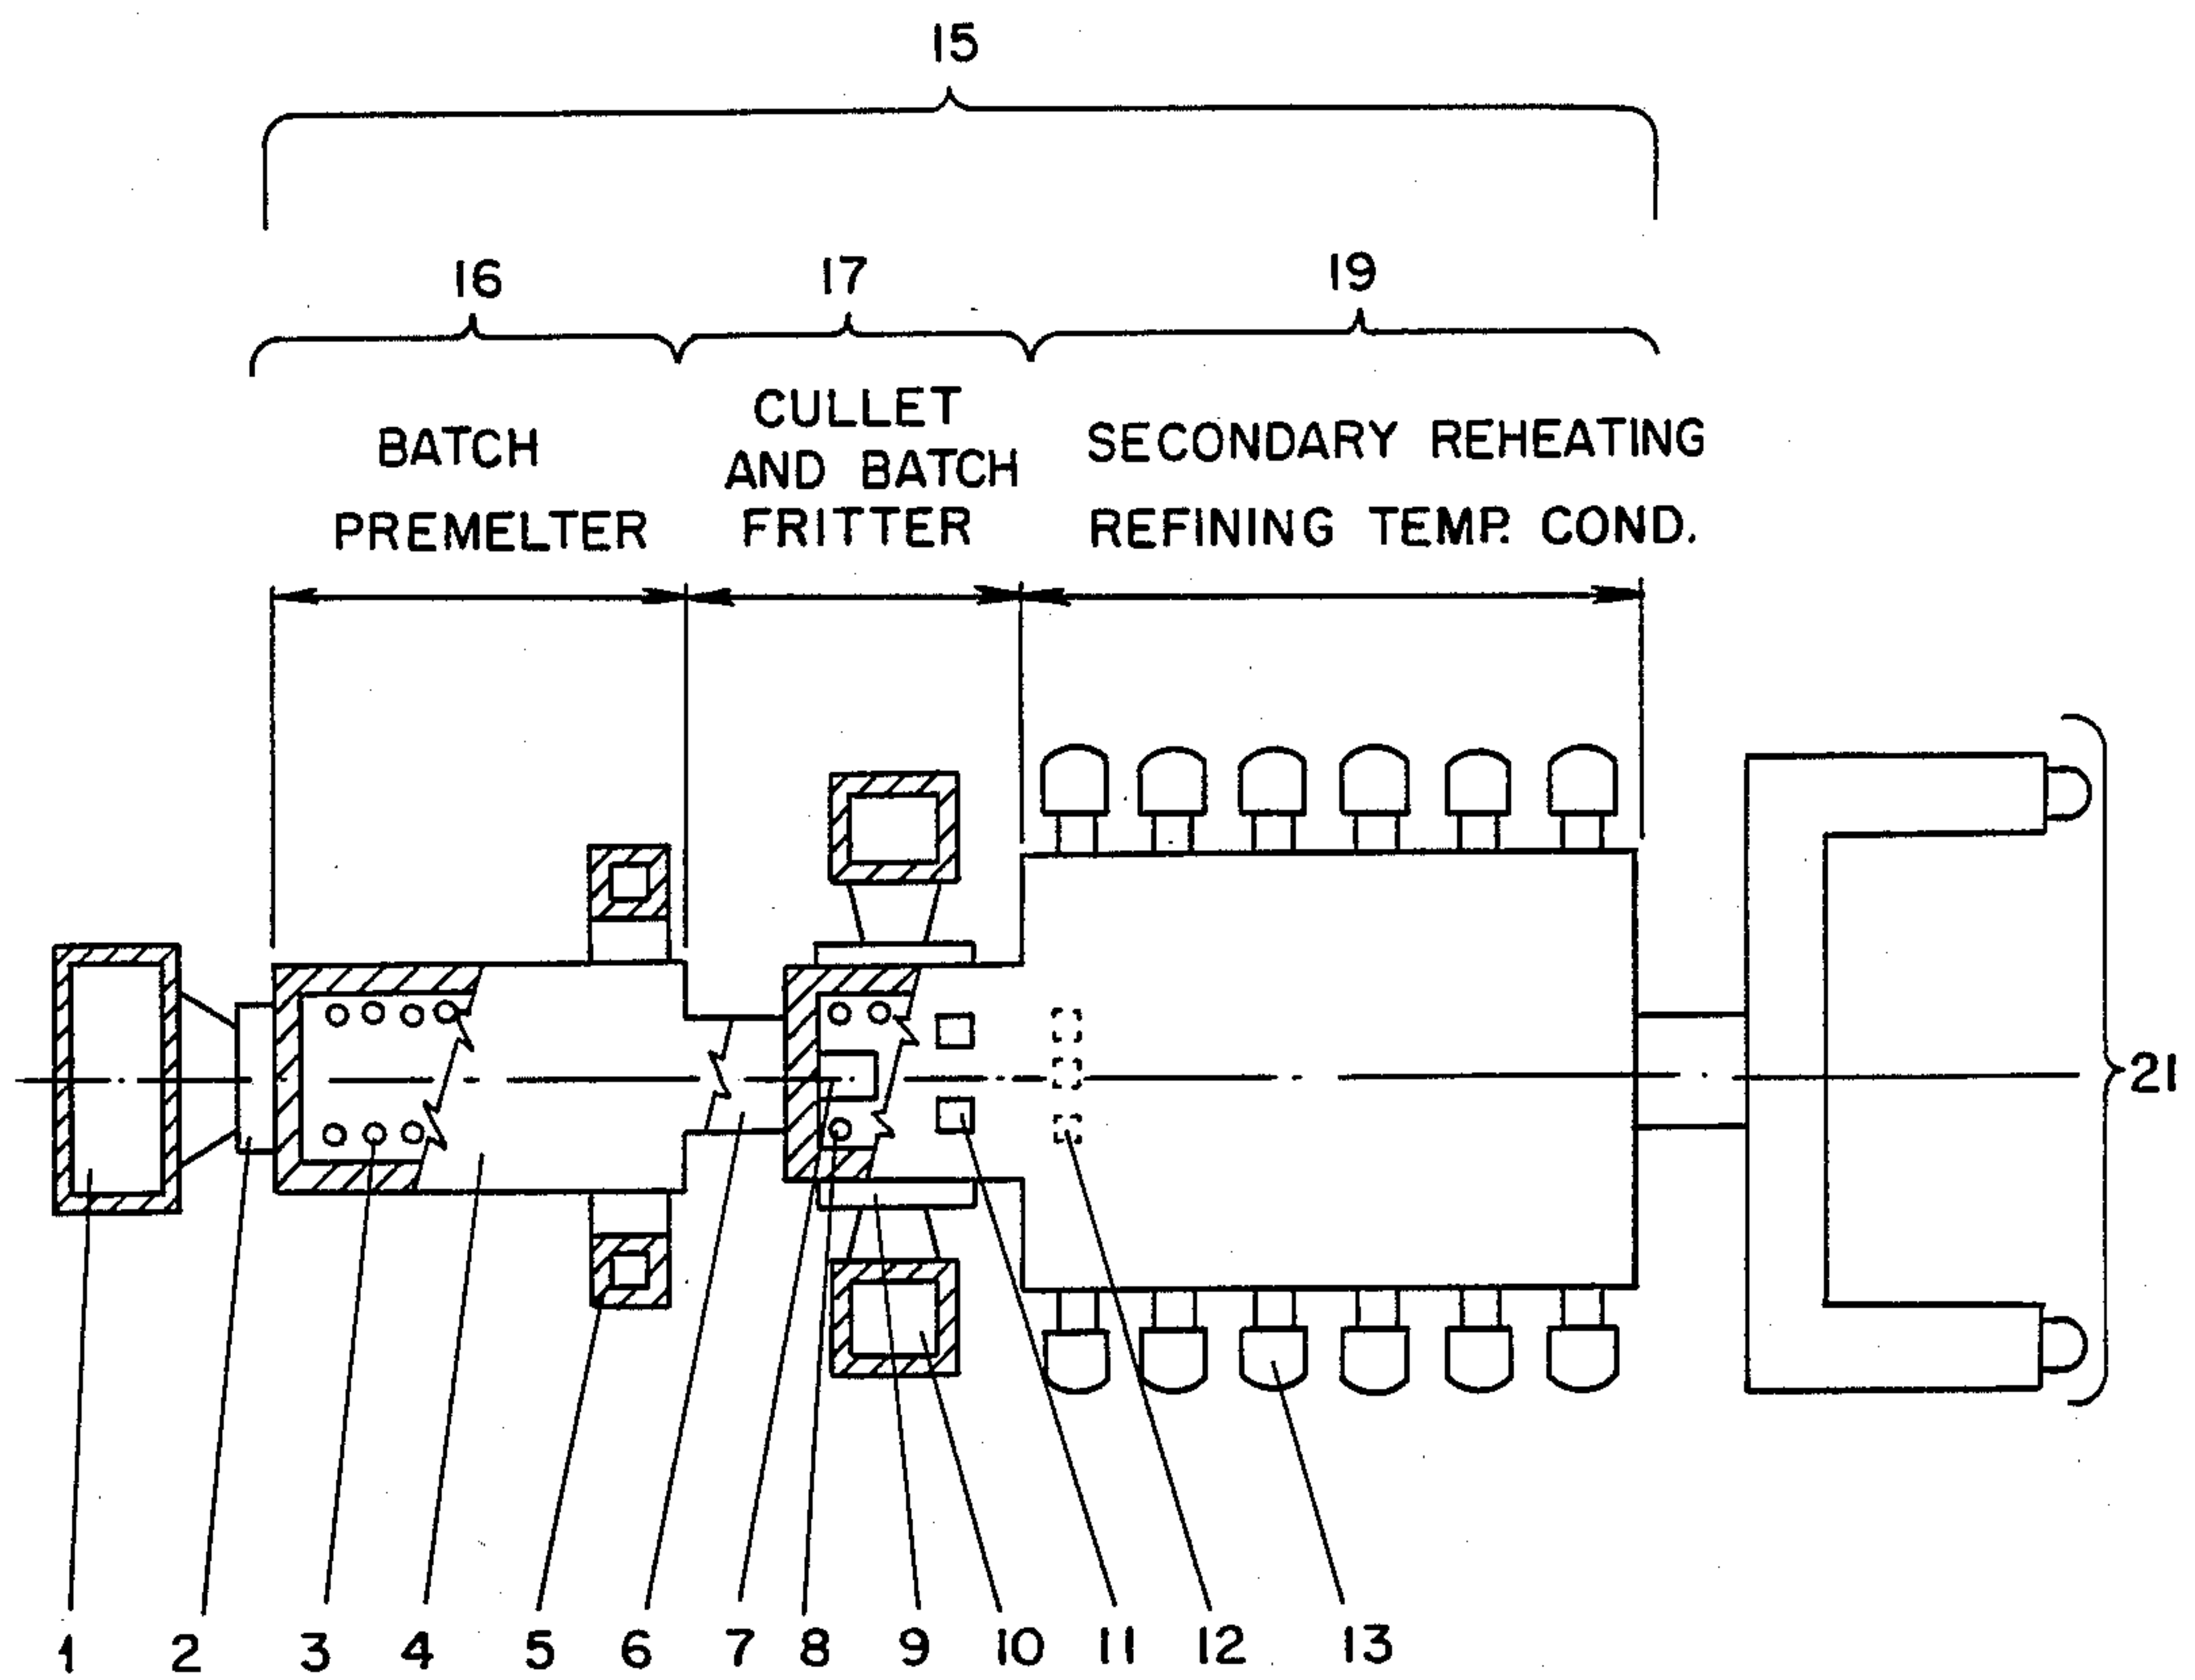 15
16 17 19
BATCH
PREMELTER
CULLET
AND BATCH
FRITTER
SECONDARY REHEATING
REFINING TEMP. COND.
21
1 2 3 4 5 6 7 8 9 10 11 12 13